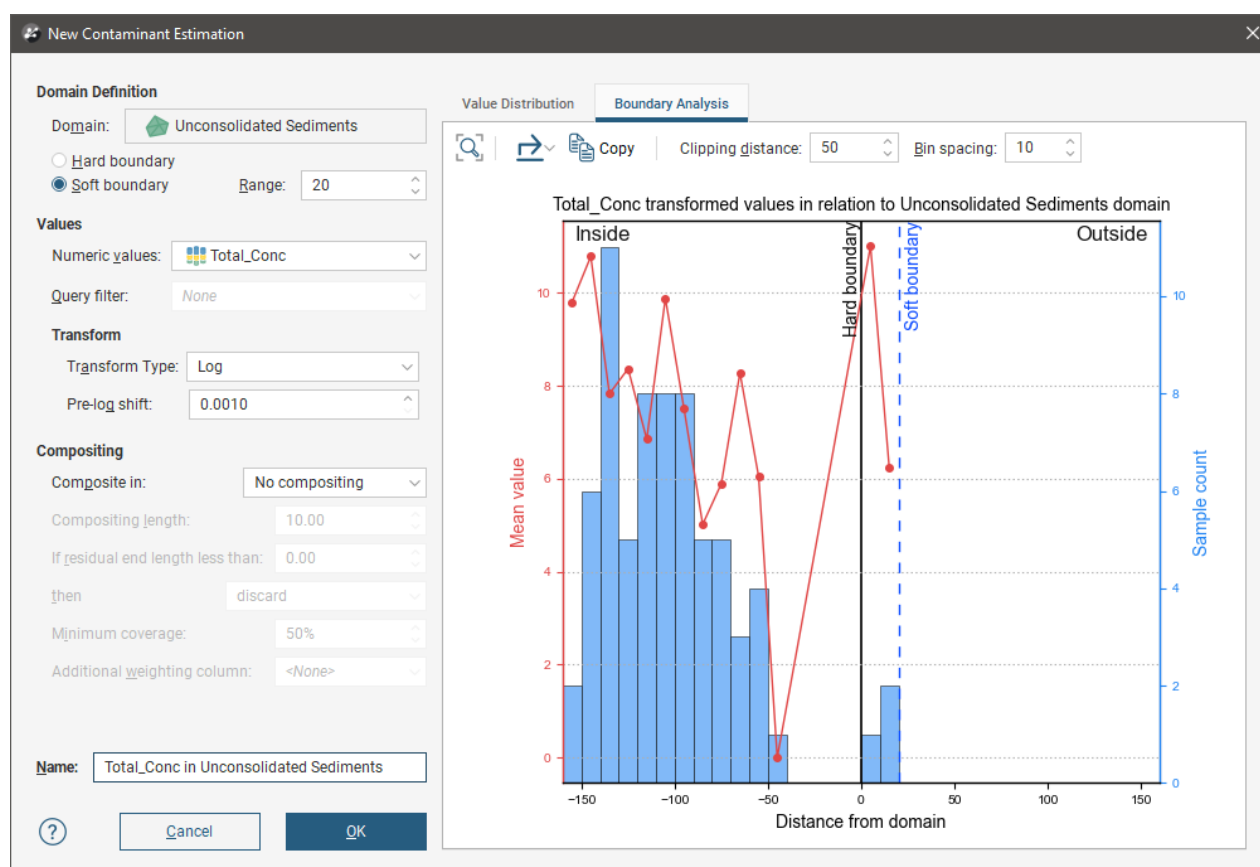 New Contaminant Estimation
Domain Definition
Domain: Unconsolidated Sediments
Hard boundary
Soft boundary Range: 20
Values
Numeric values: Total_Conc
Query filter: None
Transform
Transform Type: Log
Pre-log shift: 0.0010
Compositing
Composite in: No compositing
Compositing length: 10.00
If residual end length less than: 0.00
then discard
Minimum coverage: 50%
Additional weighting column: <None>
Name: Total_Conc in Unconsolidated Sediments
? Cancel OK
Value Distribution Boundary Analysis
Copy Clipping distance: 50 Bin spacing: 10
Total_Conc transformed values in relation to Unconsolidated Sediments domain
Inside Outside
Hard boundary
Soft boundary
Mean value
10
8
6
4
2
0
Sample count
10
8
6
4
2
0
−150 −100 −50 0 50 100 150
Distance from domain